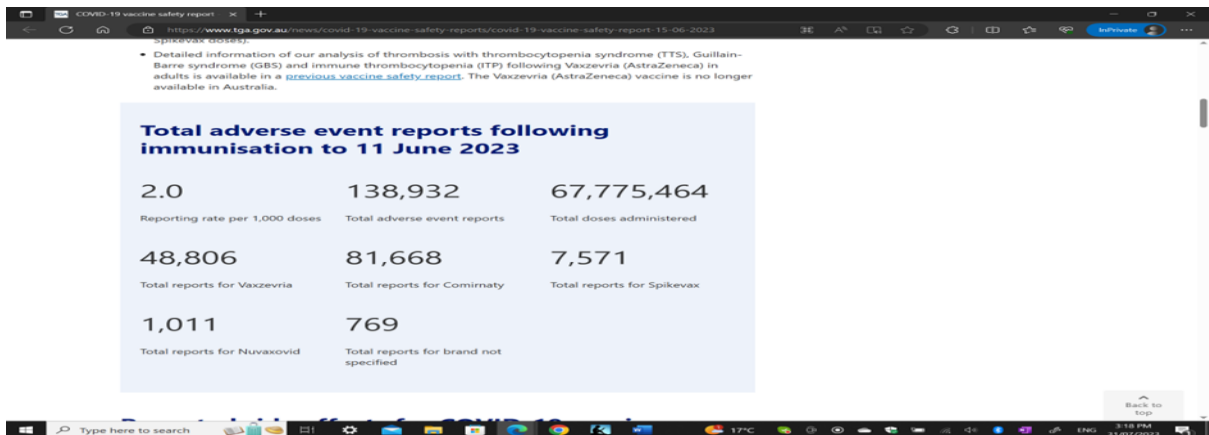 COVID-19 vaccine safety report
https://www.tga.gov.au/news/covid-19-vaccine-safety-reports/covid-19-vaccine-safety-report-15-06-2023
InPrivate
Spikevax doses).
• Detailed information of our analysis of thrombosis with thrombocytopenia syndrome (TTS), Guillain-
Barre syndrome (GBS) and immune thrombocytopenia (ITP) following Vaxzevria (AstraZeneca) in
adults is available in a previous vaccine safety report. The Vaxzevria (AstraZeneca) vaccine is no longer
available in Australia.
Total adverse event reports following
immunisation to 11 June 2023
2.0 138,932 67,775,464
Reporting rate per 1,000 doses Total adverse event reports Total doses administered
48,806 81,668 7,571
Total reports for Vaxzevria Total reports for Comirnaty Total reports for Spikevax
1,011 769
Total reports for Nuvaxovid Total reports for brand not
specified
Back to
top
Type here to search
17°C
ENG
3:18 PM